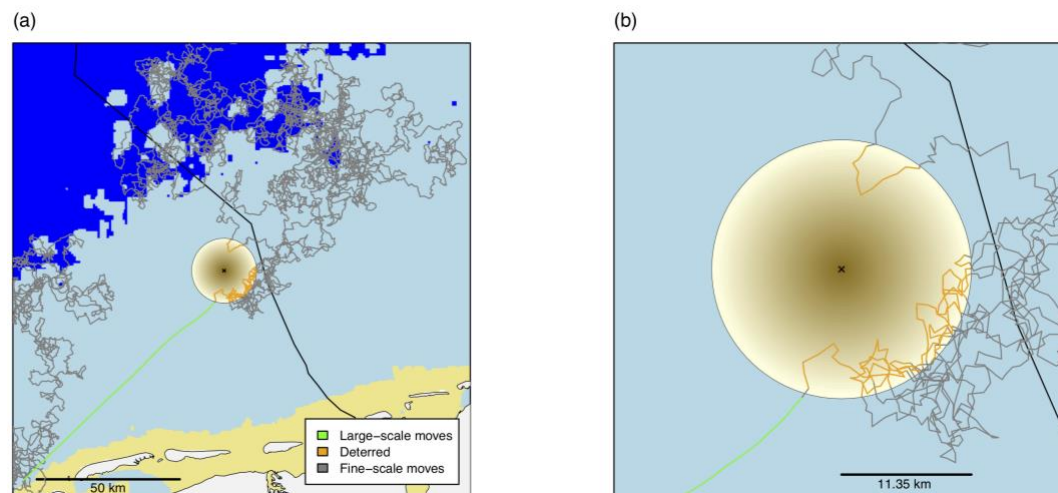 (a)
(b)
Large−scale moves
Deterred
Fine−scale moves
50 km
11.35 km